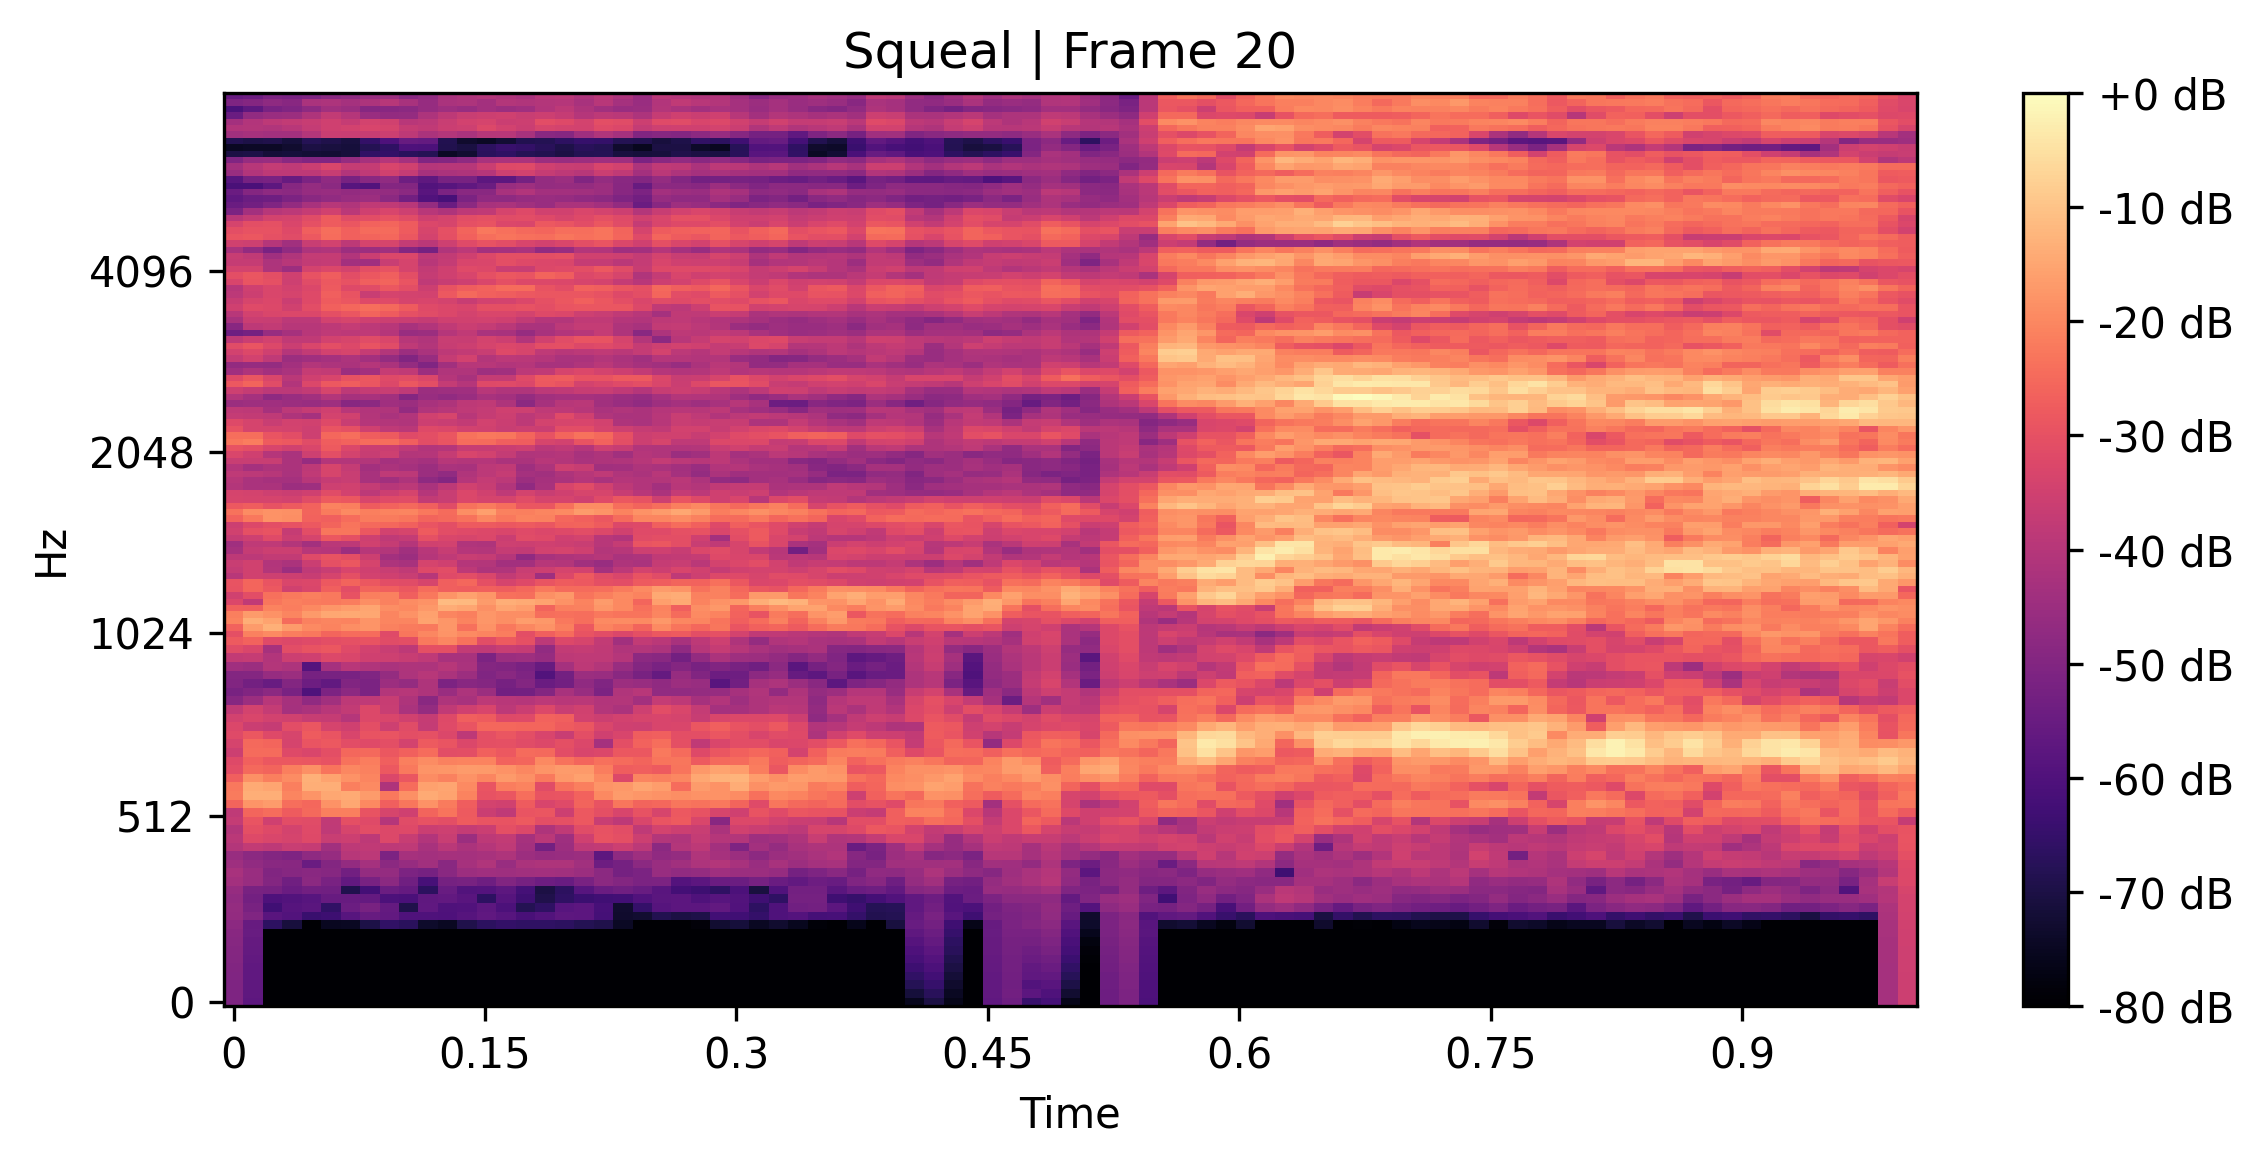 Squeal | Frame 20
+0 dB
-10 dB
-20 dB
-30 dB
-40 dB
-50 dB
-60 dB
-70 dB
-80 dB
Hz
4096
2048
1024
512
0
0 0.15 0.3 0.45 0.6 0.75 0.9
Time